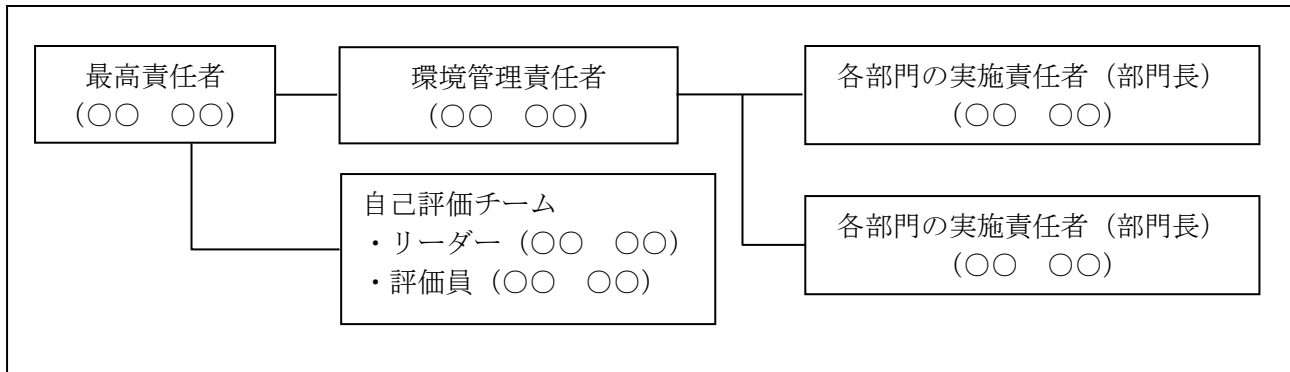 最高責任者
(○○　○○)
環境管理責任者
(○○　○○)
各部門の実施責任者（部門長）
(○○　○○)
自己評価チーム
・リーダー（○○　○○）
・評価員（○○　○○）
各部門の実施責任者（部門長）
(○○　○○)